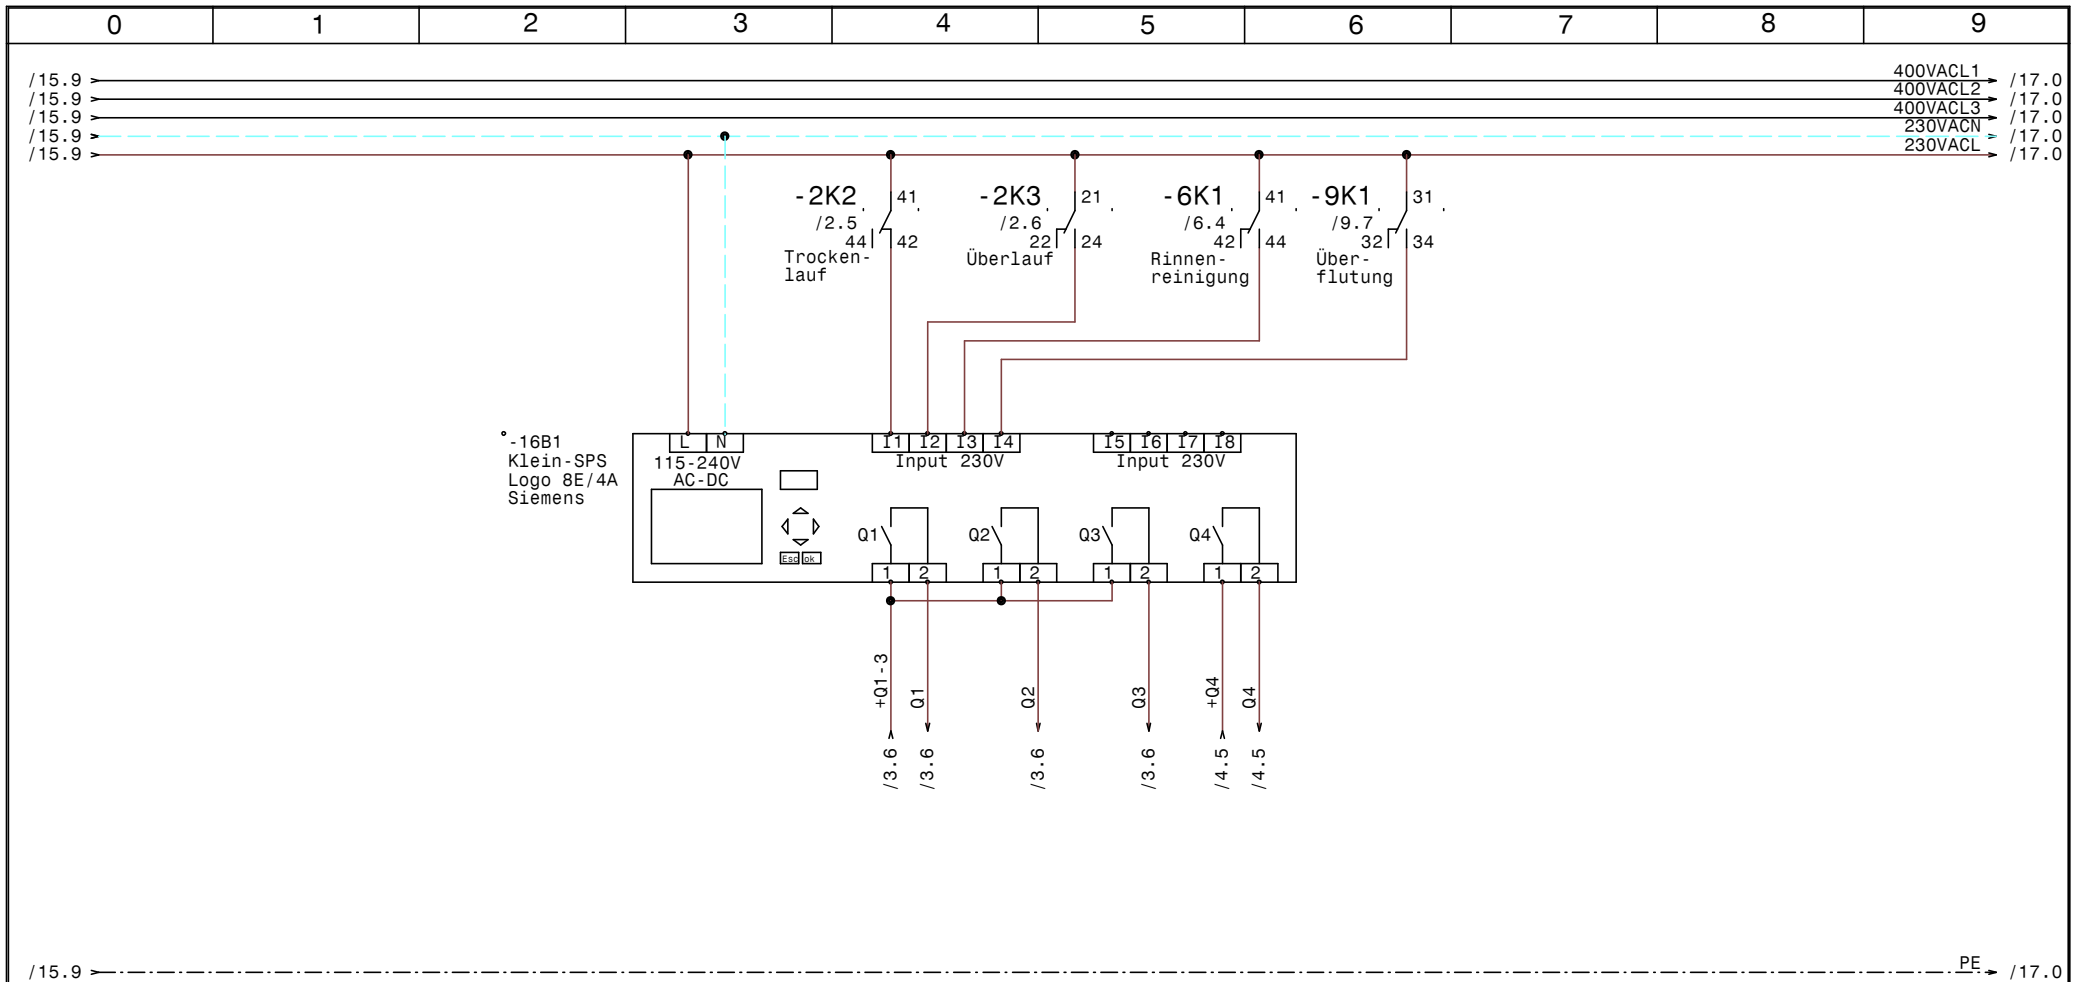 0 1 2 3 4 5 6 7 8 9
/15.9 400VACL1 /17.0
/15.9 400VACL2 /17.0
/15.9 400VACL3 /17.0
/15.9 230VACN /17.0
/15.9 230VACL /17.0
-2K2 41 -2K3 21 -6K1 41 -9K1 31
/2.5 /2.6 /6.4 /9.7
44 42 22 24 42 44 32 34
Trocken- Überlauf Rinnen- Über-
lauf reinigung flutung
-16B1 L N I1 I2 I3 I4 I5 I6 I7 I8
Klein-SPS 115-240V Input 230V Input 230V
Logo 8E/4A AC-DC
Siemens
Q1 Q2 Q3 Q4
Esc ok
1 2 1 2 1 2 1 2
+Q1-3 Q1 Q2 Q3 +Q4 Q4
/3.6 /3.6 /3.6 /3.6 /4.5 /4.5
/15.9 PE /17.0